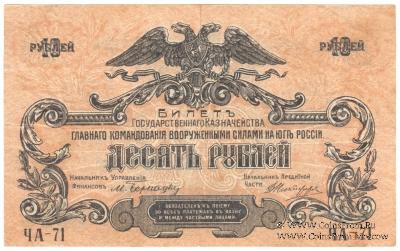 10 10
РУБЛЕЙ РУБЛЕЙ
БИЛЕТЪ
ГОСУДАРСТВЕННАГО КАЗНАЧЕЙСТВА
ГЛАВНАГО КОМАНДОВАНІЯ ВООРУЖЕННЫМИ СИЛАМИ НА ЮГѢ РОССІИ.
ДЕСЯТЬ РУБЛЕЙ
НАЧАЛЬНИКЪ УПРАВЛЕНІЯ НАЧАЛЬНИКЪ КРЕДИТНОЙ
ФИНАНСОВЪ ЧАСТИ
ОБЯЗАТЕЛЕНЪ КЪ ПРІЕМУ
ВО ВСѢХЪ ПЛАТЕЖАХЪ ВЪ КАЗНУ
И МЕЖДУ ЧАСТНЫМИ ЛИЦАМИ.
ЧА-71